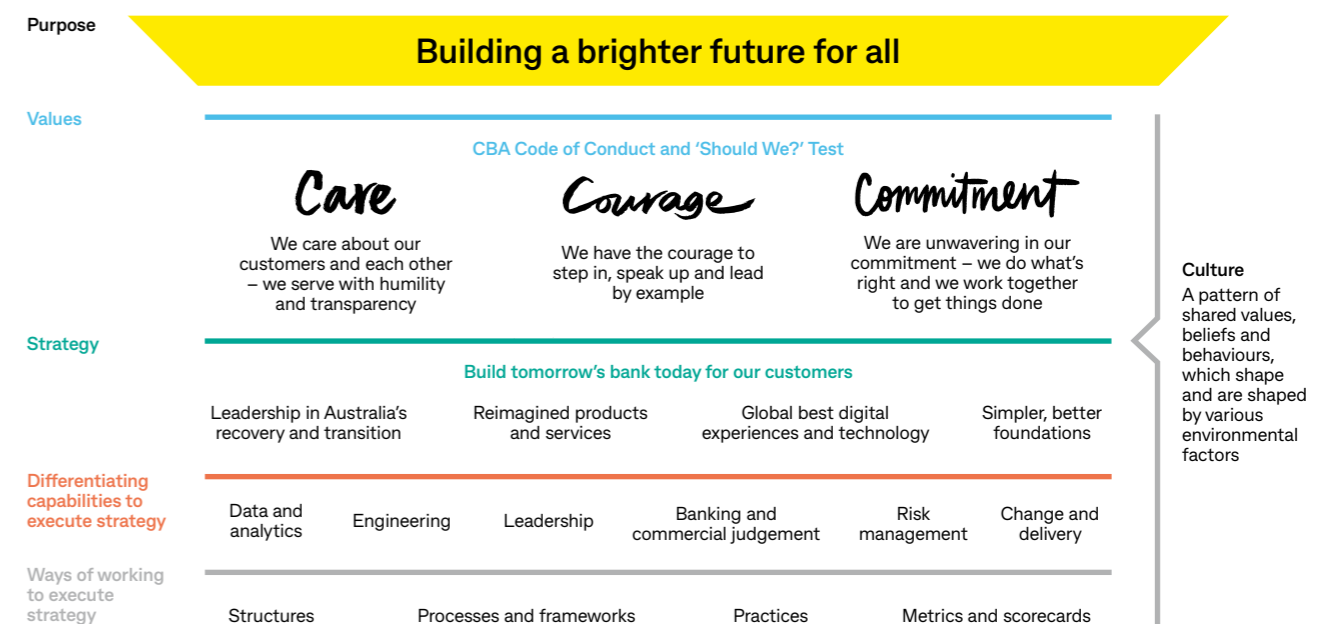 Purpose
Building a brighter future for all
Values
CBA Code of Conduct and ‘Should We?’ Test
Care
We care about our
customers and each other
– we serve with humility
and transparency
Courage
We have the courage to
step in, speak up and lead
by example
Commitment
We are unwavering in our
commitment – we do what’s
right and we work together
to get things done
Strategy
Build tomorrow’s bank today for our customers
Leadership in Australia’s
recovery and transition
Reimagined products
and services
Global best digital
experiences and technology
Simpler, better
foundations
Differentiating
capabilities to
execute strategy
Data and
analytics
Engineering
Leadership
Banking and
commercial judgement
Risk
management
Change and
delivery
Ways of working
to execute
strategy
Structures
Processes and frameworks
Practices
Metrics and scorecards
Culture
A pattern of
shared values,
beliefs and
behaviours,
which shape
and are shaped
by various
environmental
factors